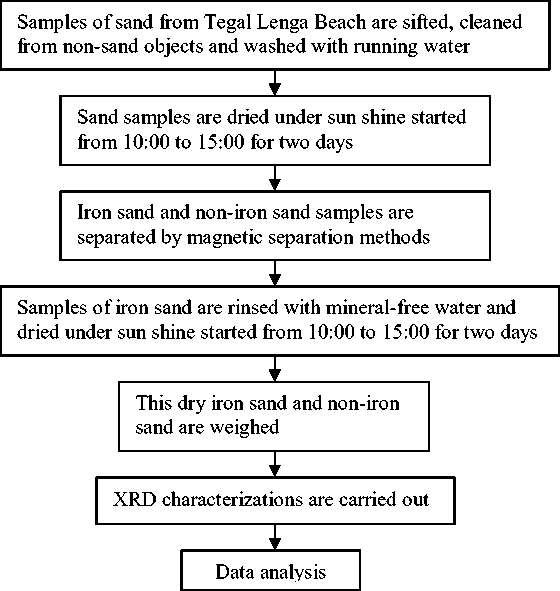 Samples of sand from Tegal Lenga Beach are sifted, cleaned
from non-sand objects and washed with running water
Sand samples are dried under sun shine started
from 10:00 to 15:00 for two days
Iron sand and non-iron sand samples are
separated by magnetic separation methods
Samples of iron sand are rinsed with mineral-free water and
dried under sun shine started from 10:00 to 15:00 for two days
This dry iron sand and non-iron
sand are weighed
XRD characterizations are carried out
Data analysis